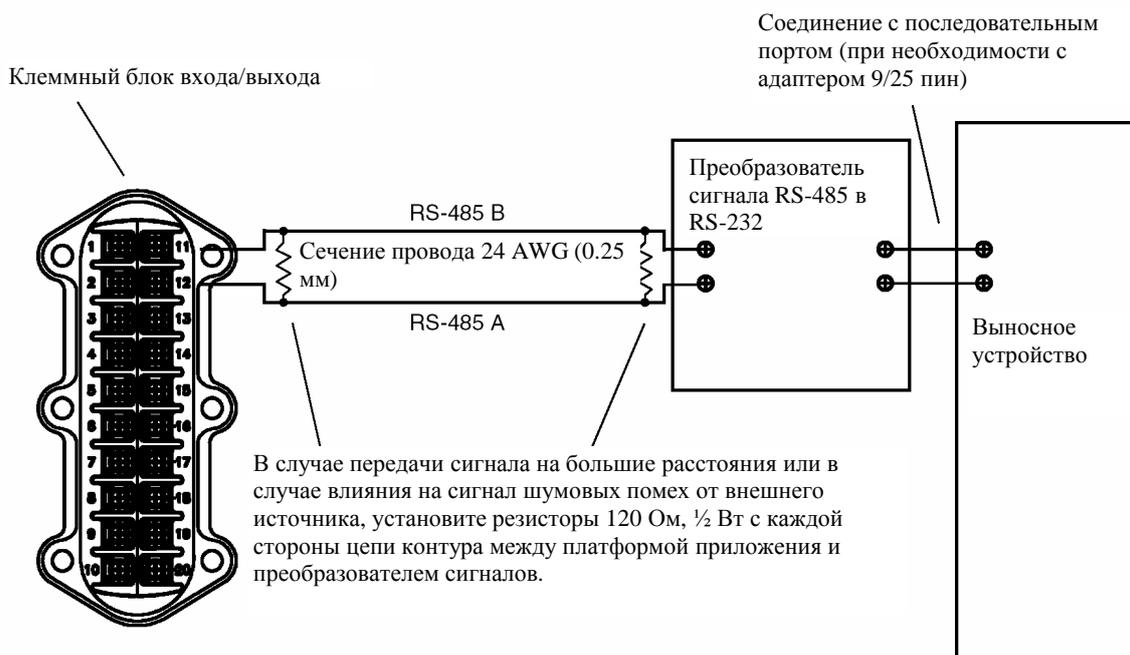 Соединение с последовательным
портом (при необходимости с
адаптером 9/25 пин)
Клеммный блок входа/выхода
Преобразователь
сигнала RS-485 в
RS-232
RS-485 B
Сечение провода 24 AWG (0.25
мм)
RS-485 A
Выносное
устройство
1 11
2 12
3 13
4 14
5 15
6 16
7 17
8 18
9 19
10 20
В случае передачи сигнала на большие расстояния или в
случае влияния на сигнал шумовых помех от внешнего
источника, установите резисторы 120 Ом, ½ Вт с каждой
стороны цепи контура между платформой приложения и
преобразователем сигналов.